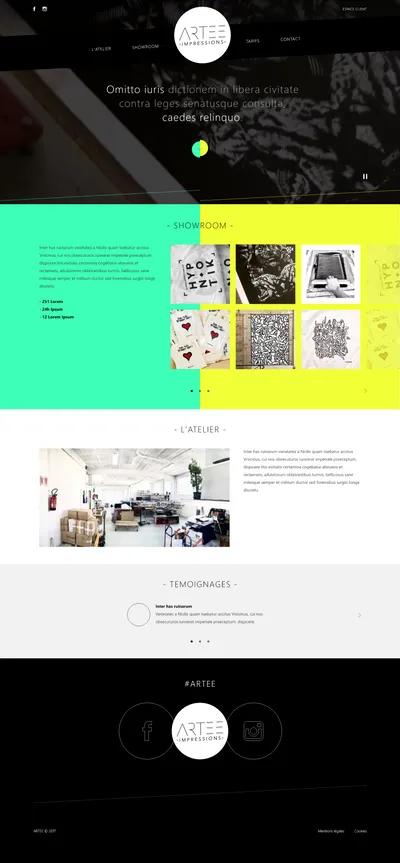 ESPACE CLIENT
ARTEE
-IMPRESSIONS-
L'ATELIER
SHOWROOM
TARIFS
CONTACT
Omitto iuris dictionem in libera civitate
contra leges senatusque consulta,
caedes relinquo
- SHOWROOM -
Inter has ruinarum varietates a Nisibi quam tuebatur accitus
Vrsicinus, cui nos obsecuturos iunxerat imperiale praeceptum,
dispicere litis exitialis certamina cogebatur abnuens et
reclamans, adulatorum oblatrantibus turmis, bellicosus sane
milesque semper et militum ductor sed forensibus iurgiis longe
discretu
- 251 Lorem
- 24h Ipsum
- 12 Lorem Ipsum
HYPO
NTIK
- L'ATELIER -
Inter has ruinarum varietates a Nisibi quam tuebatur accitus
Vrsicinus, cui nos obsecuturos iunxerat imperiale praeceptum,
dispicere litis exitialis certamina cogebatur abnuens et
reclamans, adulatorum oblatrantibus turmis, bellicosus sane
milesque semper et militum ductor sed forensibus iurgiis longe
discretu
- TEMOIGNAGES -
Inter has ruinarum
Varietates a Nisibi quam tuebatur accitus Vrsicinus, cui nos
obsecuturos iunxerat imperiale praeceptum, dispicere.
#ARTEE
ARTEE
-IMPRESSIONS-
ARTEE © 2017
Mentions légales
Cookies